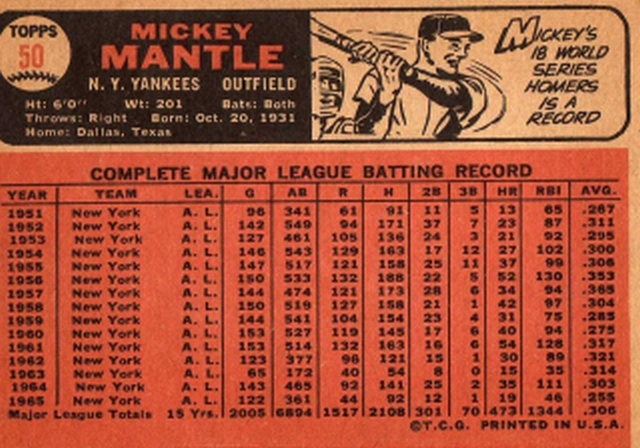 TOPPS
50
MICKEY
MANTLE
N. Y. YANKEES OUTFIELD
Ht: 6'0" Wt: 201 Bats: Both
Throws: Right Born: Oct. 20, 1931
Home: Dallas, Texas
MICKEY'S
18 WORLD
SERIES
HOMERS
IS A
RECORD
COMPLETE MAJOR LEAGUE BATTING RECORD
YEAR TEAM LEA. G AB R H 2B 3B HR RBI AVG.
1951 New York A. L. 96 341 61 91 11 5 13 65 .267
1952 New York A. L. 142 549 94 171 37 7 23 87 .311
1953 New York A. L. 127 461 105 136 24 3 21 92 .295
1954 New York A. L. 146 543 129 163 17 12 27 102 .300
1955 New York A. L. 147 517 121 158 25 11 37 99 .306
1956 New York A. L. 150 533 132 188 22 5 52 130 .353
1957 New York A. L. 144 474 121 173 28 6 34 94 .365
1958 New York A. L. 150 519 127 158 21 1 42 97 .304
1959 New York A. L. 144 541 104 154 23 4 31 75 .285
1960 New York A. L. 153 527 119 145 17 6 40 94 .275
1961 New York A. L. 153 514 132 163 16 6 54 128 .317
1962 New York A. L. 123 377 96 121 15 1 30 89 .321
1963 New York A. L. 65 172 40 54 8 0 15 35 .314
1964 New York A. L. 143 465 92 141 25 2 35 111 .303
1965 New York A. L. 122 361 44 92 12 1 19 46 .255
Major League Totals 15 Yrs. 2005 6894 1517 2108 301 70 473 1344 .306
©T.C.G. PRINTED IN U.S.A.